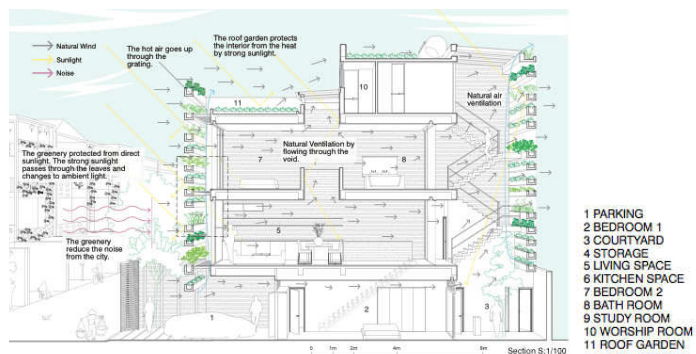 Natural Wind
Sunlight
Noise
The hot air goes up
through the
grating.
The roof garden protects
the interior from the heat
by strong sunlight.
10
Natural air
ventilation
11
The greenery protected from direct
sunlight. The strong sunlight
passes through the leaves and
changes to ambient light.
7
Natural Ventilation by
flowing through the
void.
8
The greenery
reduce the noise
from the city.
5
1
2
3
0 1m 2m 4m 8m
Section S:1/100
1 PARKING
2 BEDROOM 1
3 COURTYARD
4 STORAGE
5 LIVING SPACE
6 KITCHEN SPACE
7 BEDROOM 2
8 BATH ROOM
9 STUDY ROOM
10 WORSHIP ROOM
11 ROOF GARDEN